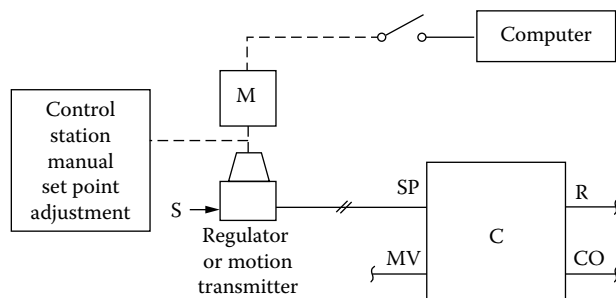 Computer
M
Control
station
manual
set point
adjustment
S
Regulator
or motion
transmitter
SP
R
C
MV
CO